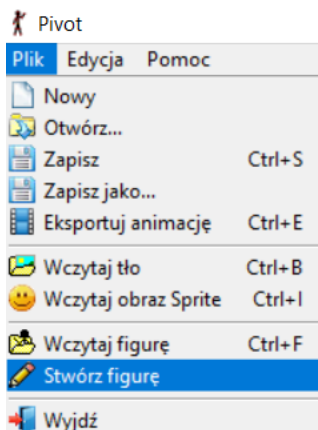 Pivot
Plik Edycja Pomoc
Nowy
Otwórz...
Zapisz Ctrl+S
Zapisz jako...
Eksportuj animację Ctrl+E
Wczytaj tło Ctrl+B
Wczytaj obraz Sprite Ctrl+I
Wczytaj figurę Ctrl+F
Stwórz figurę
Wyjdź